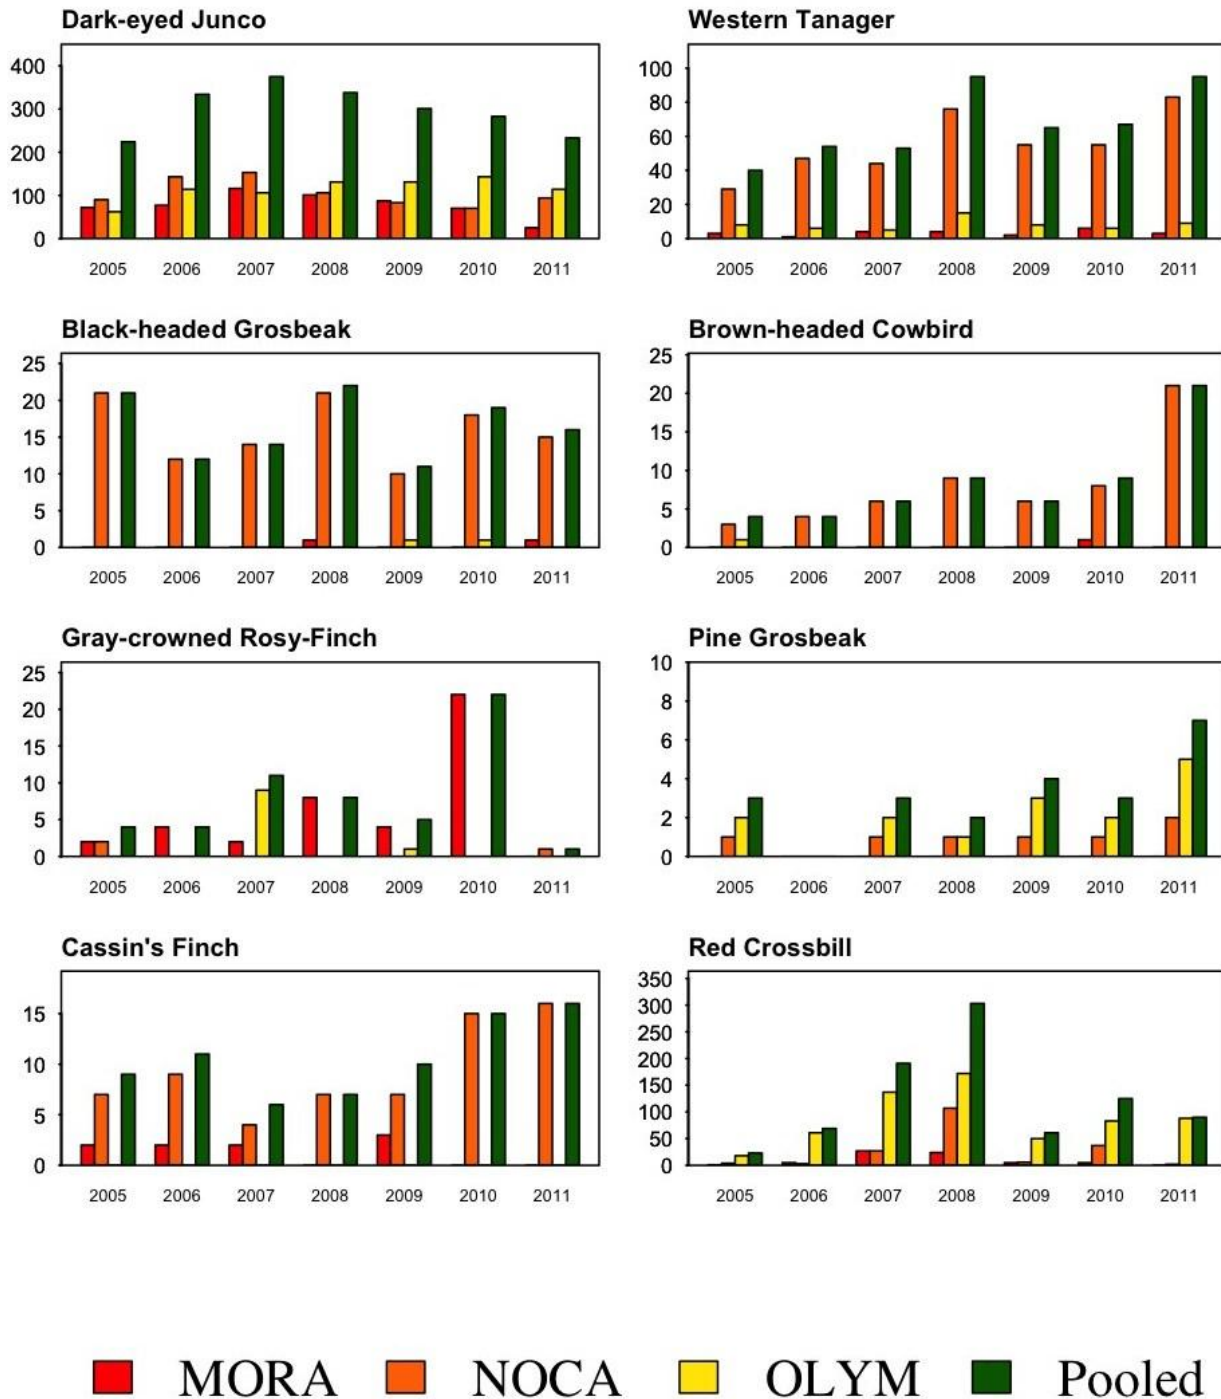 Dark-eyed Junco
400
300
200
100
0
2005 2006 2007 2008 2009 2010 2011
Western Tanager
100
80
60
40
20
0
2005 2006 2007 2008 2009 2010 2011
Black-headed Grosbeak
25
20
15
10
5
0
2005 2006 2007 2008 2009 2010 2011
Brown-headed Cowbird
25
20
15
10
5
0
2005 2006 2007 2008 2009 2010 2011
Gray-crowned Rosy-Finch
25
20
15
10
5
0
2005 2006 2007 2008 2009 2010 2011
Pine Grosbeak
10
8
6
4
2
0
2005 2006 2007 2008 2009 2010 2011
Cassin's Finch
15
10
5
0
2005 2006 2007 2008 2009 2010 2011
Red Crossbill
350
300
250
200
150
100
50
0
2005 2006 2007 2008 2009 2010 2011
MORA NOCA OLYM Pooled